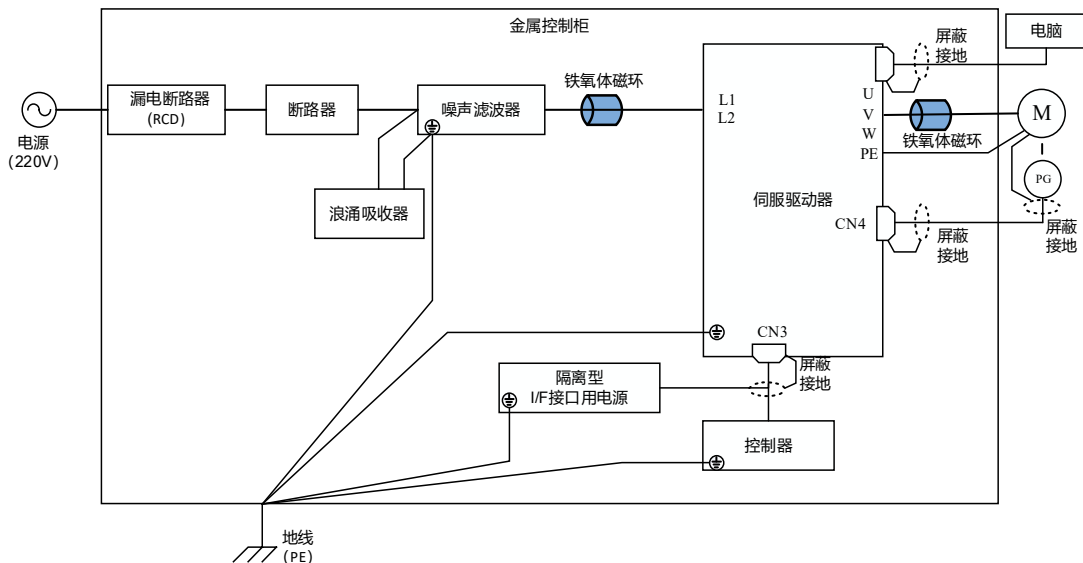 金属控制柜
屏蔽
接地
电脑
铁氧体磁环
漏电断路器
(RCD)
断路器
噪声滤波器
L1
L2
U
V
W
PE
M
铁氧体磁环
电源
(220V)
PG
浪涌吸收器
伺服驱动器
CN4
屏蔽
接地
屏蔽
接地
CN3
屏蔽
接地
隔离型
I/F接口用电源
控制器
地线
(PE)